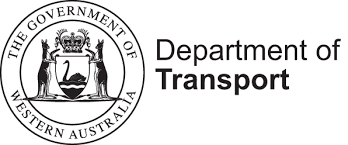 THE GOVERNMENT OF
WESTERN AUSTRALIA
Department of
Transport